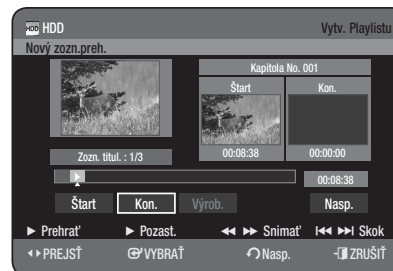 HDD HDD Vytv. Playlistu
Nový zozn.preh.
Kapitola No. 001
Štart Kon.
Zozn. titul. : 1/3 00:08:38 00:00:00
00:08:38
Štart Kon. Výrob. Nasp.
Prehrať Pozast. Snímať Skok
PREJSŤ VYBRAŤ Nasp. ZRUŠIŤ